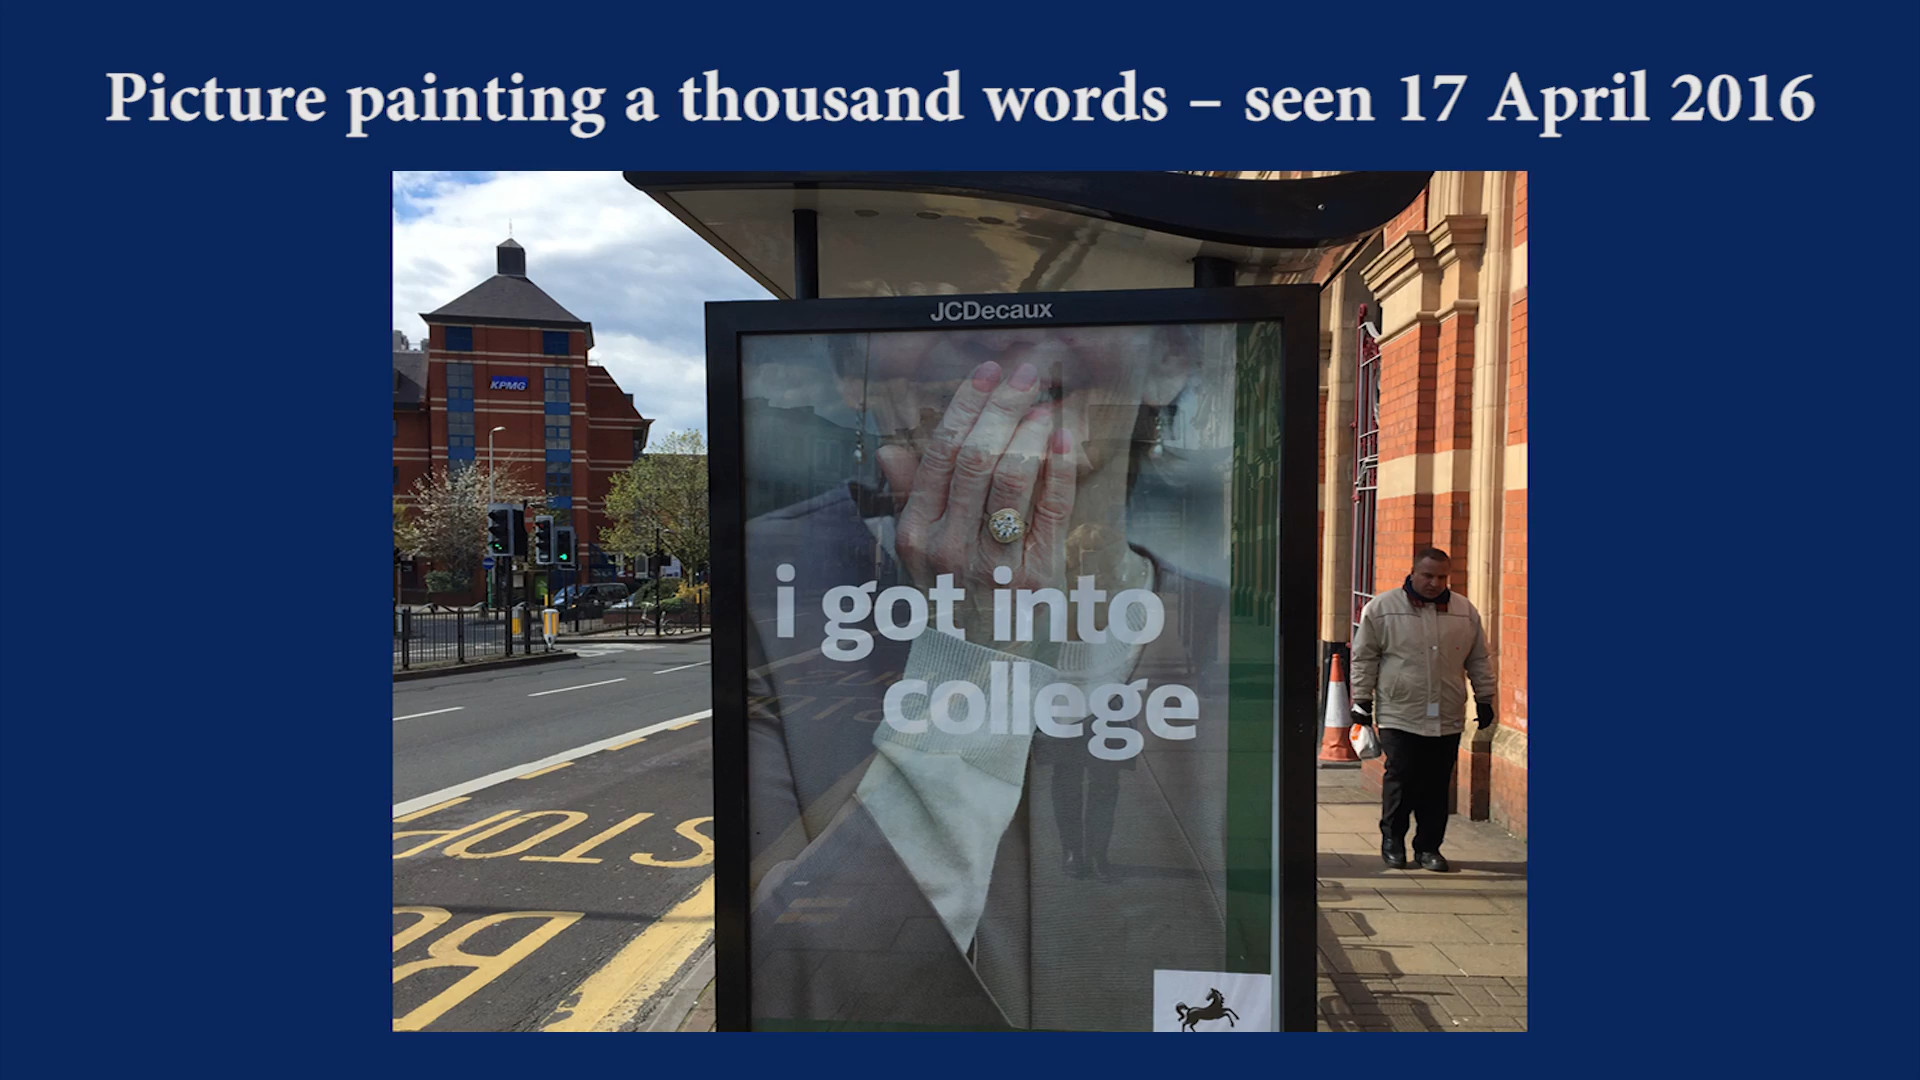 Picture painting a thousand words – seen 17 April 2016
JCDecaux
KPMG
i got into
college
STOP
BUS